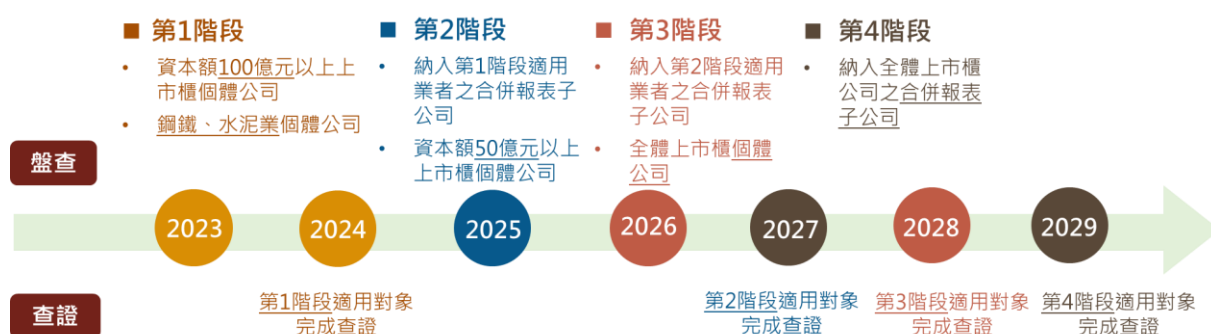 ■ 第1階段
• 資本額100億元以上上
市櫃個體公司
• 鋼鐵、水泥業個體公司
■ 第2階段
• 納入第1階段適用
業者之合併報表子
公司
• 資本額50億元以上
上市櫃個體公司
■ 第3階段
• 納入第2階段適用
業者之合併報表
子公司
• 全體上市櫃個體
公司
■ 第4階段
• 納入全體上市櫃
公司之合併報表
子公司
盤查
2023
2024
2025
2026
2027
2028
2029
查證
第1階段適用對象
完成查證
第2階段適用對象
完成查證
第3階段適用對象
完成查證
第4階段適用對象
完成查證